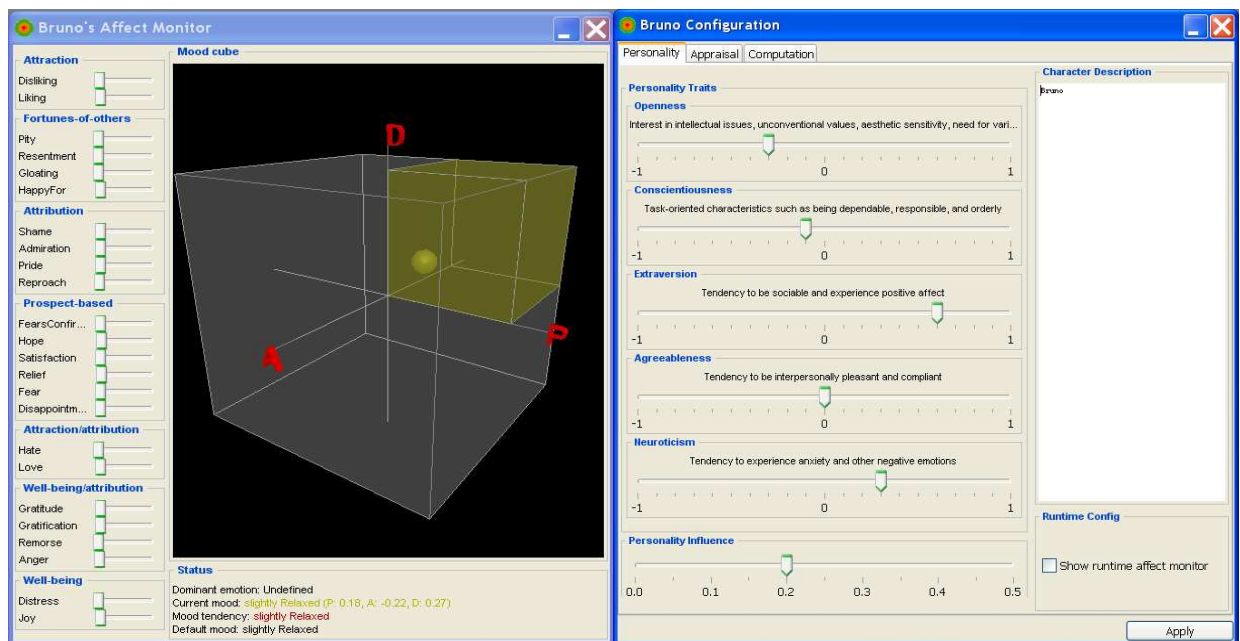 Bruno's Affect Monitor
Attraction
Disliking
Liking
Fortunes-of-others
Pity
Resentment
Gloating
HappyFor
Attribution
Shame
Admiration
Pride
Reproach
Prospect-based
FearsConfir...
Hope
Satisfaction
Relief
Fear
Disappointm...
Attraction/attribution
Hate
Love
Well-being/attribution
Gratitude
Gratification
Remorse
Anger
Well-being
Distress
Joy
Mood cube
D
P
A
Status
Dominant emotion: Undefined
Current mood: slightly Relaxed (P: 0.18, A: -0.22, D: 0.27)
Mood tendency: slightly Relaxed
Default mood: slightly Relaxed
Bruno Configuration
Personality Appraisal Computation
Personality Traits
Openness
Interest in intellectual issues, unconventional values, aesthetic sensitivity, need for vari...
-1 0 1
Conscientiousness
Task-oriented characteristics such as being dependable, responsible, and orderly
-1 0 1
Extraversion
Tendency to be sociable and experience positive affect
-1 0 1
Agreeableness
Tendency to be interpersonally pleasant and compliant
-1 0 1
Neuroticism
Tendency to experience anxiety and other negative emotions
-1 0 1
Personality Influence
0.0 0.1 0.2 0.3 0.4 0.5
Character Description
Bruno
Runtime Config
Show runtime affect monitor
Apply